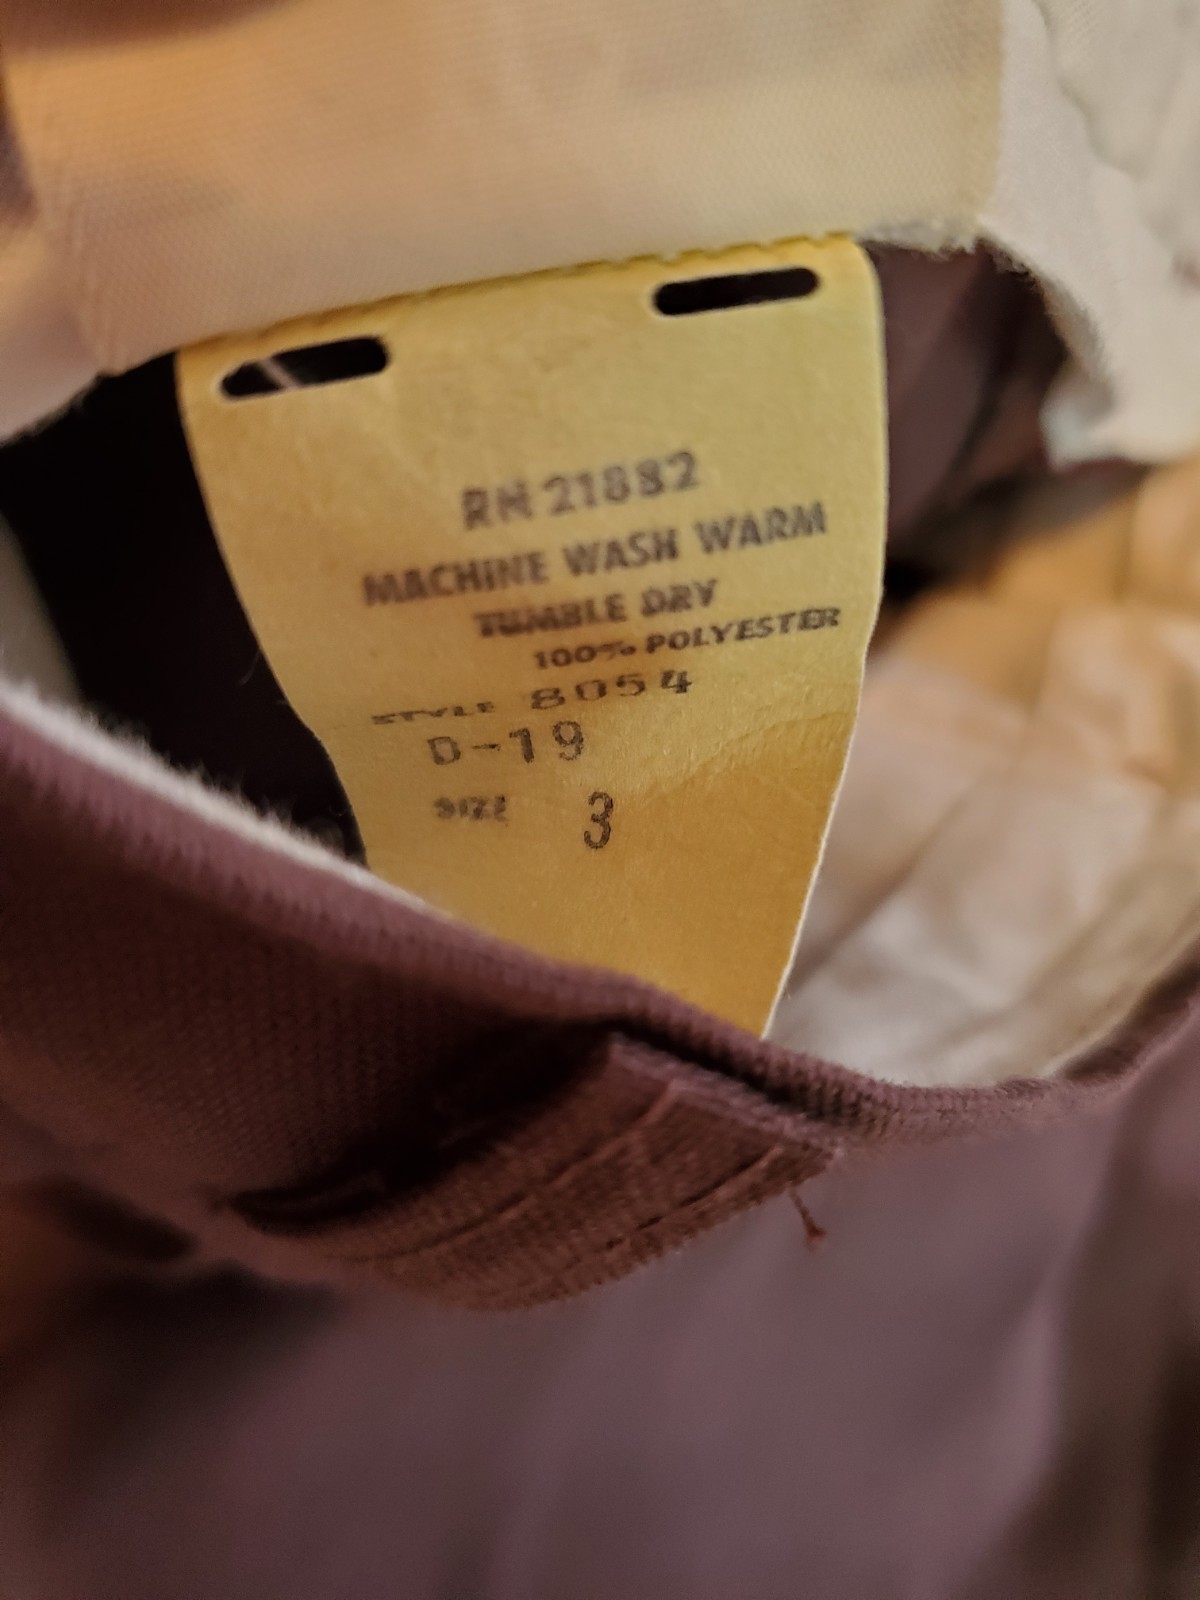 RN 21882
MACHINE WASH WARM
TUMBLE DRY
100% POLYESTER
STYLE 8054
D-19
SIZE 3